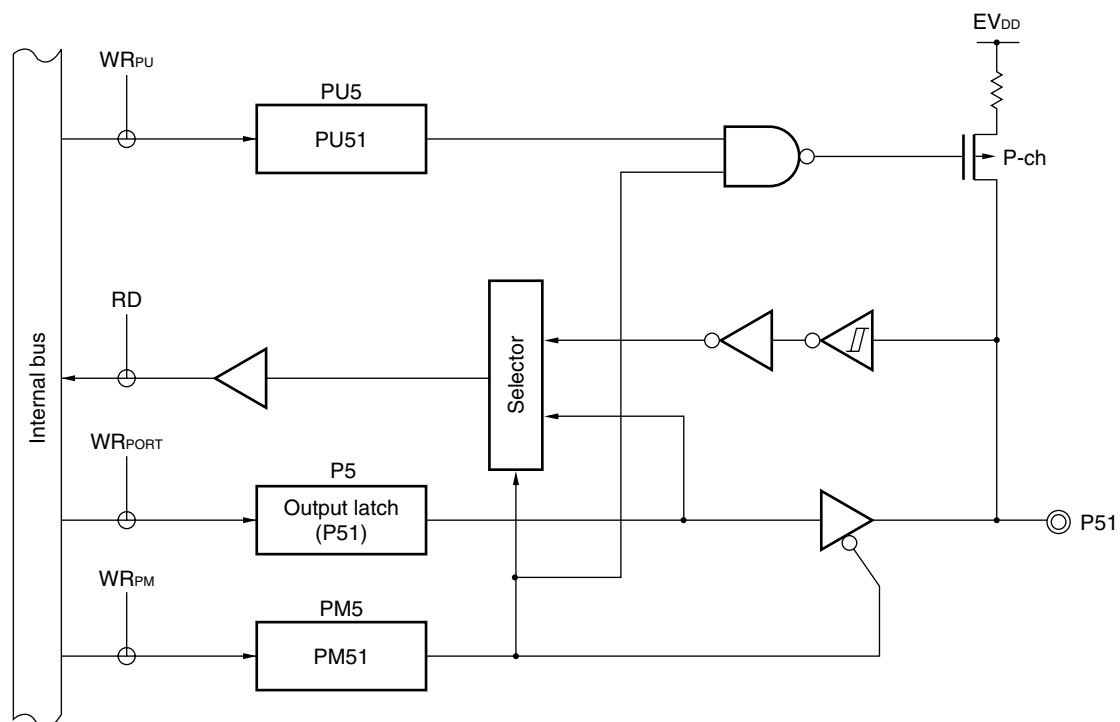 EVDD
WRPU
PU5
PU51
P-ch
RD
Internal bus
Selector
WRPORT
P5
Output latch
(P51)
P51
WRPM
PM5
PM51